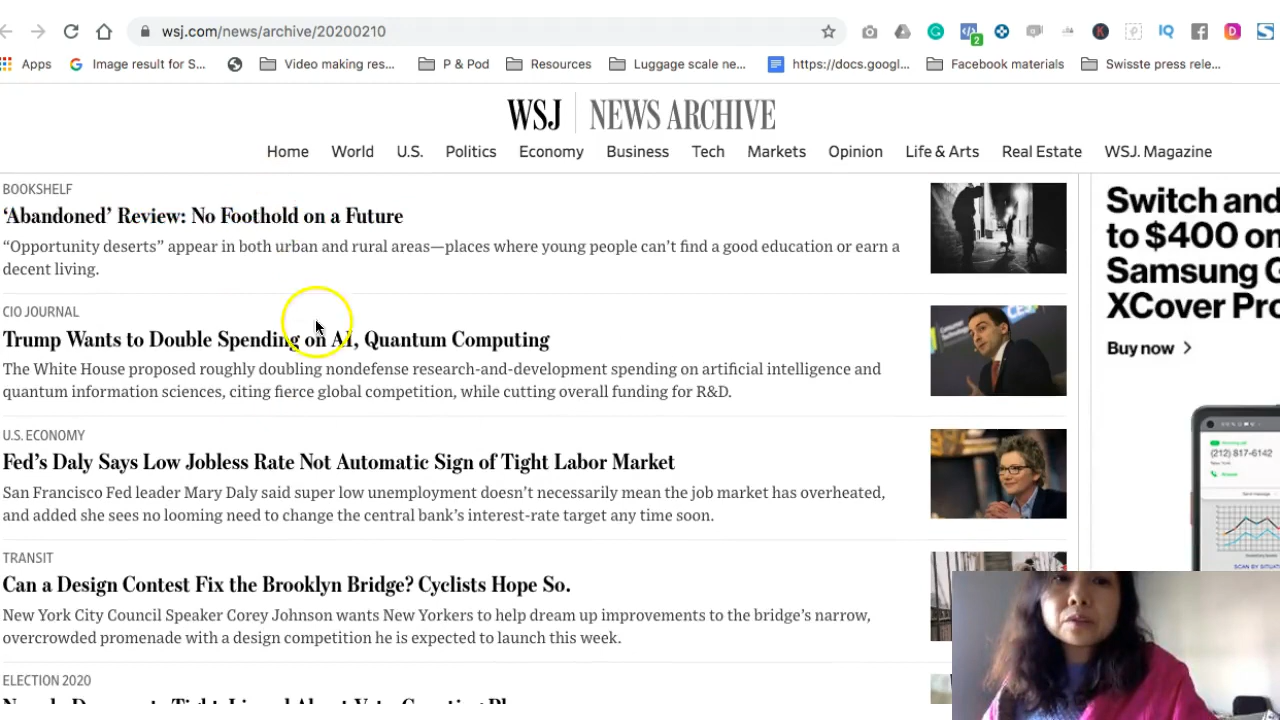 wsj.com/news/archive/20200210
2
Apps
Image result for S...
Video making res...
P & Pod
Resources
Luggage scale ne...
https://docs.googl...
Facebook materials
Swisste press rele...
WSJ NEWS ARCHIVE
Home World U.S. Politics Economy Business Tech Markets Opinion Life & Arts Real Estate WSJ. Magazine
BOOKSHELF
‘Abandoned’ Review: No Foothold on a Future
“Opportunity deserts” appear in both urban and rural areas—places where young people can’t find a good education or earn a
decent living.
CIO JOURNAL
Trump Wants to Double Spending on AI, Quantum Computing
The White House proposed roughly doubling nondefense research-and-development spending on artificial intelligence and
quantum information sciences, citing fierce global competition, while cutting overall funding for R&D.
U.S. ECONOMY
Fed’s Daly Says Low Jobless Rate Not Automatic Sign of Tight Labor Market
San Francisco Fed leader Mary Daly said super low unemployment doesn’t necessarily mean the job market has overheated,
and added she sees no looming need to change the central bank’s interest-rate target any time soon.
TRANSIT
Can a Design Contest Fix the Brooklyn Bridge? Cyclists Hope So.
New York City Council Speaker Corey Johnson wants New Yorkers to help dream up improvements to the bridge’s narrow,
overcrowded promenade with a design competition he is expected to launch this week.
ELECTION 2020
Switch and
to $400 on
Samsung G
XCover Pro
Buy now
(212) 817-6142